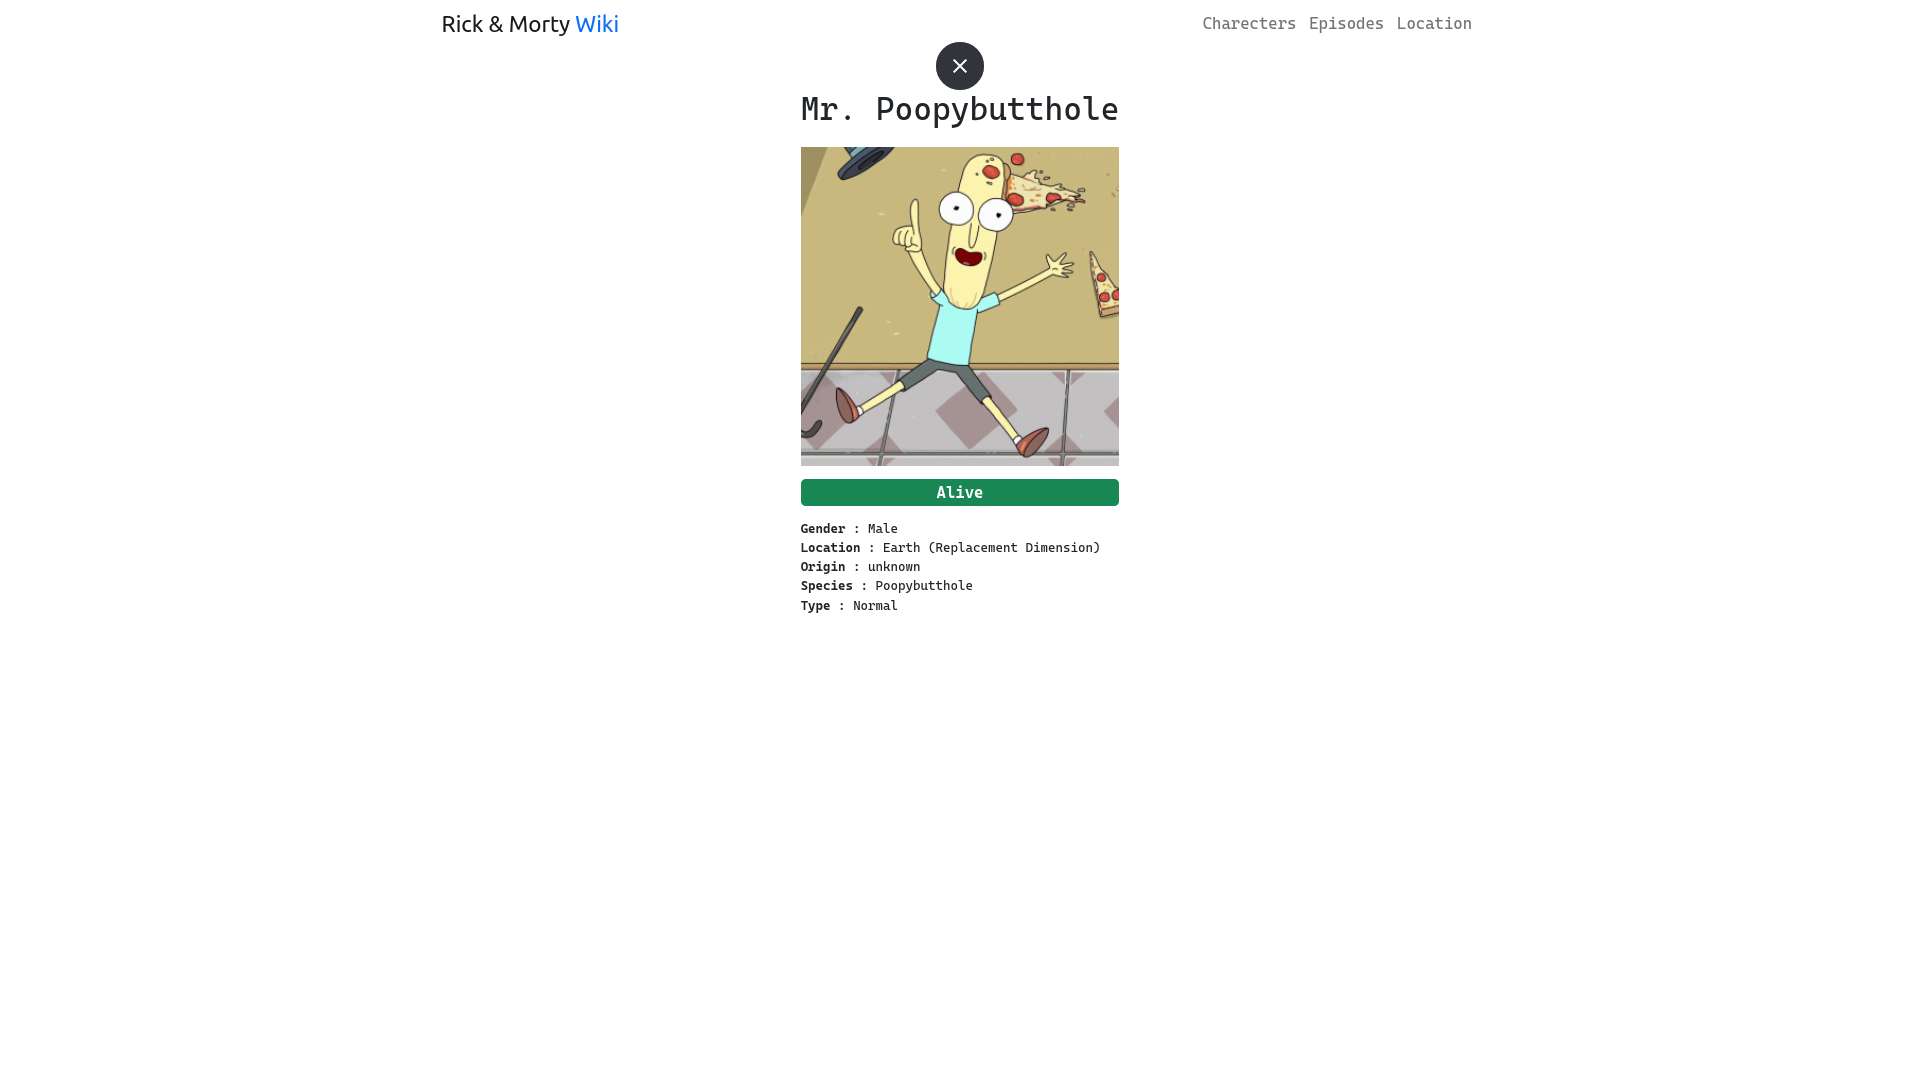 Rick & Morty Wiki
Charecters Episodes Location
Mr. Poopybutthole
Alive
Gender : Male
Location : Earth (Replacement Dimension)
Origin : unknown
Species : Poopybutthole
Type : Normal